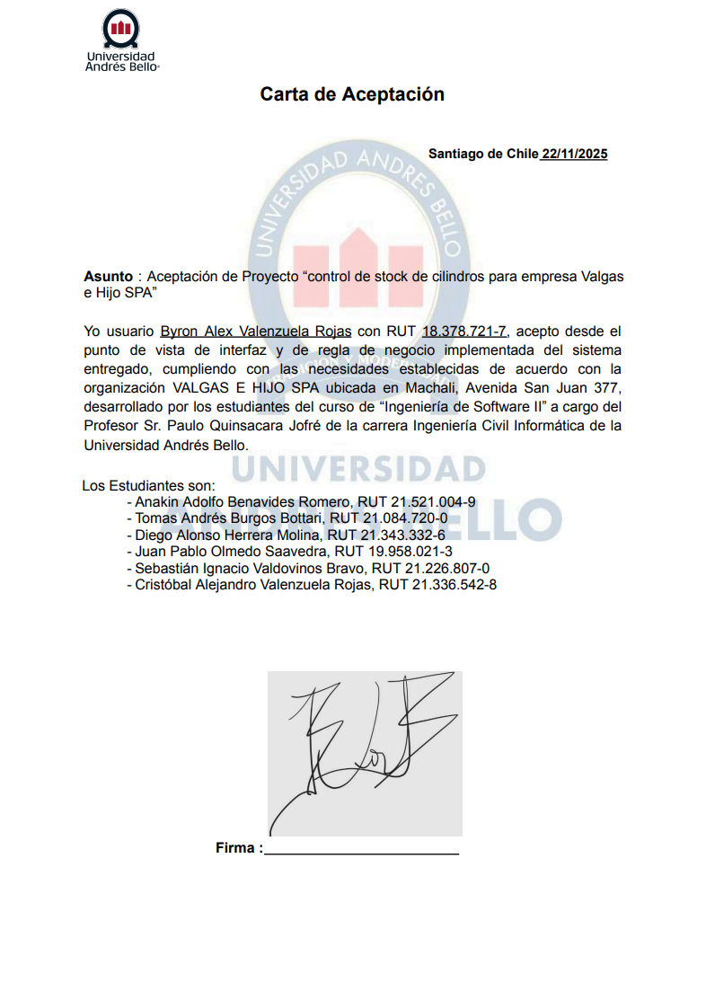 Universidad
Andrés Bello
Carta de Aceptación
Santiago de Chile 22/11/2025
UNIVERSIDAD ANDRES BELLO
Asunto : Aceptación de Proyecto “control de stock de cilindros para empresa Valgas
e Hijo SPA”
Yo usuario Byron Alex Valenzuela Rojas con RUT 18.378.721-7, acepto desde el
punto de vista de interfaz y de regla de negocio implementada del sistema
entregado, cumpliendo con las necesidades establecidas de acuerdo con la
organización VALGAS E HIJO SPA ubicada en Machali, Avenida San Juan 377,
desarrollado por los estudiantes del curso de “Ingeniería de Software II” a cargo del
Profesor Sr. Paulo Quinsacara Jofré de la carrera Ingeniería Civil Informática de la
Universidad Andrés Bello.
UNIVERSIDAD
ANDRES BELLO
Los Estudiantes son:
- Anakin Adolfo Benavides Romero, RUT 21.521.004-9
- Tomas Andrés Burgos Bottari, RUT 21.084.720-0
- Diego Alonso Herrera Molina, RUT 21.343.332-6
- Juan Pablo Olmedo Saavedra, RUT 19.958.021-3
- Sebastián Ignacio Valdovinos Bravo, RUT 21.226.807-0
- Cristóbal Alejandro Valenzuela Rojas, RUT 21.336.542-8
Firma :